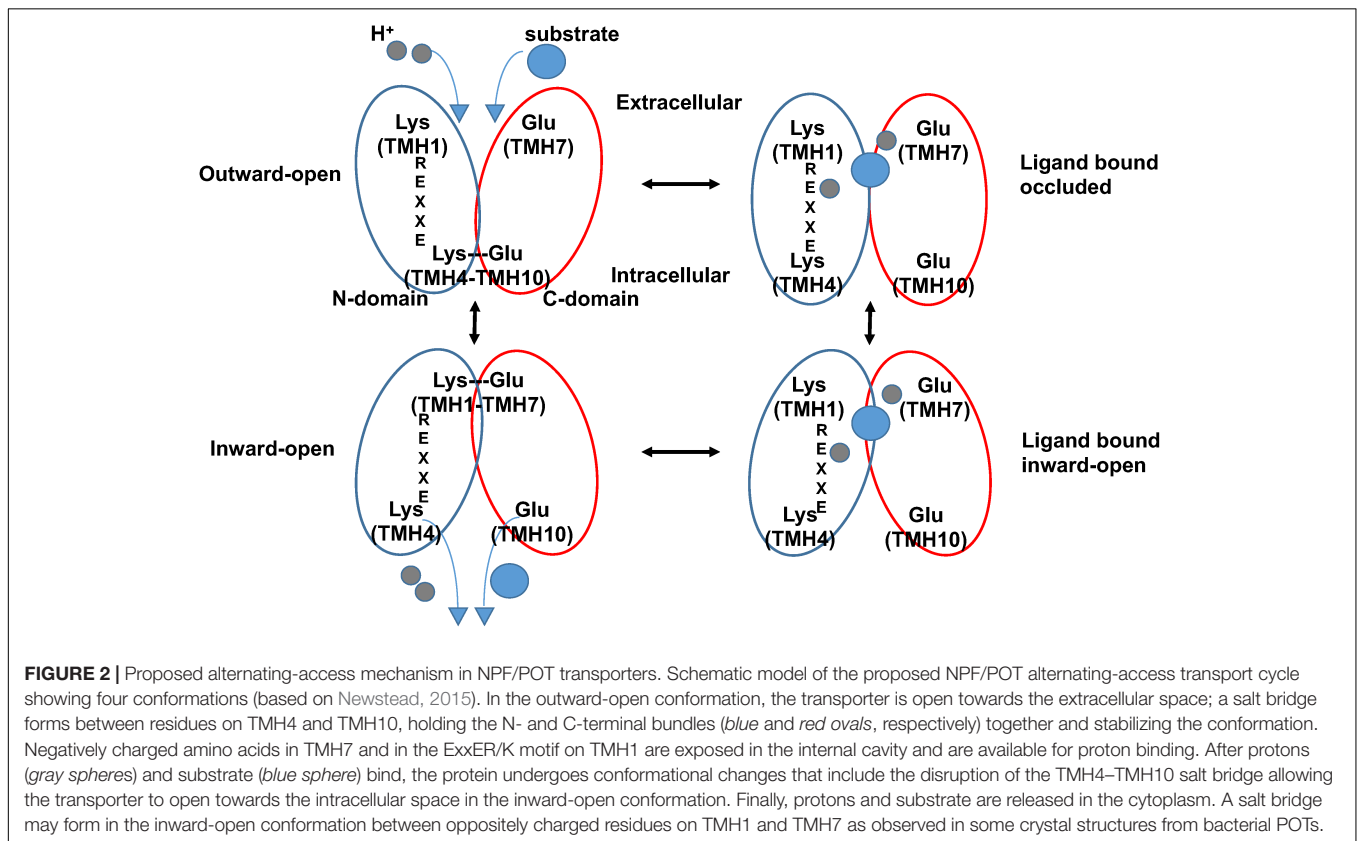 H+
substrate
Extracellular
Lys
(TMH1)
R
E
X
X
E
Glu
(TMH7)
Outward-open
Lys---Glu
(TMH4-TMH10)
Intracellular
N-domain
C-domain
Lys
(TMH1)
R
E
X
X
E
Lys
(TMH4)
Glu
(TMH7)
Glu
(TMH10)
Ligand bound
occluded
Lys---Glu
(TMH1-TMH7)
R
E
X
X
E
Inward-open
Lys
(TMH4)
Glu
(TMH10)
Lys
(TMH1)
R
E
X
X
E
Lys
(TMH4)
Glu
(TMH7)
Glu
(TMH10)
Ligand bound
inward-open
FIGURE 2 | Proposed alternating-access mechanism in NPF/POT transporters. Schematic model of the proposed NPF/POT alternating-access transport cycle
showing four conformations (based on Newstead, 2015). In the outward-open conformation, the transporter is open towards the extracellular space; a salt bridge
forms between residues on TMH4 and TMH10, holding the N- and C-terminal bundles (blue and red ovals, respectively) together and stabilizing the conformation.
Negatively charged amino acids in TMH7 and in the ExxER/K motif on TMH1 are exposed in the internal cavity and are available for proton binding. After protons
(gray spheres) and substrate (blue sphere) bind, the protein undergoes conformational changes that include the disruption of the TMH4–TMH10 salt bridge allowing
the transporter to open towards the intracellular space in the inward-open conformation. Finally, protons and substrate are released in the cytoplasm. A salt bridge
may form in the inward-open conformation between oppositely charged residues on TMH1 and TMH7 as observed in some crystal structures from bacterial POTs.